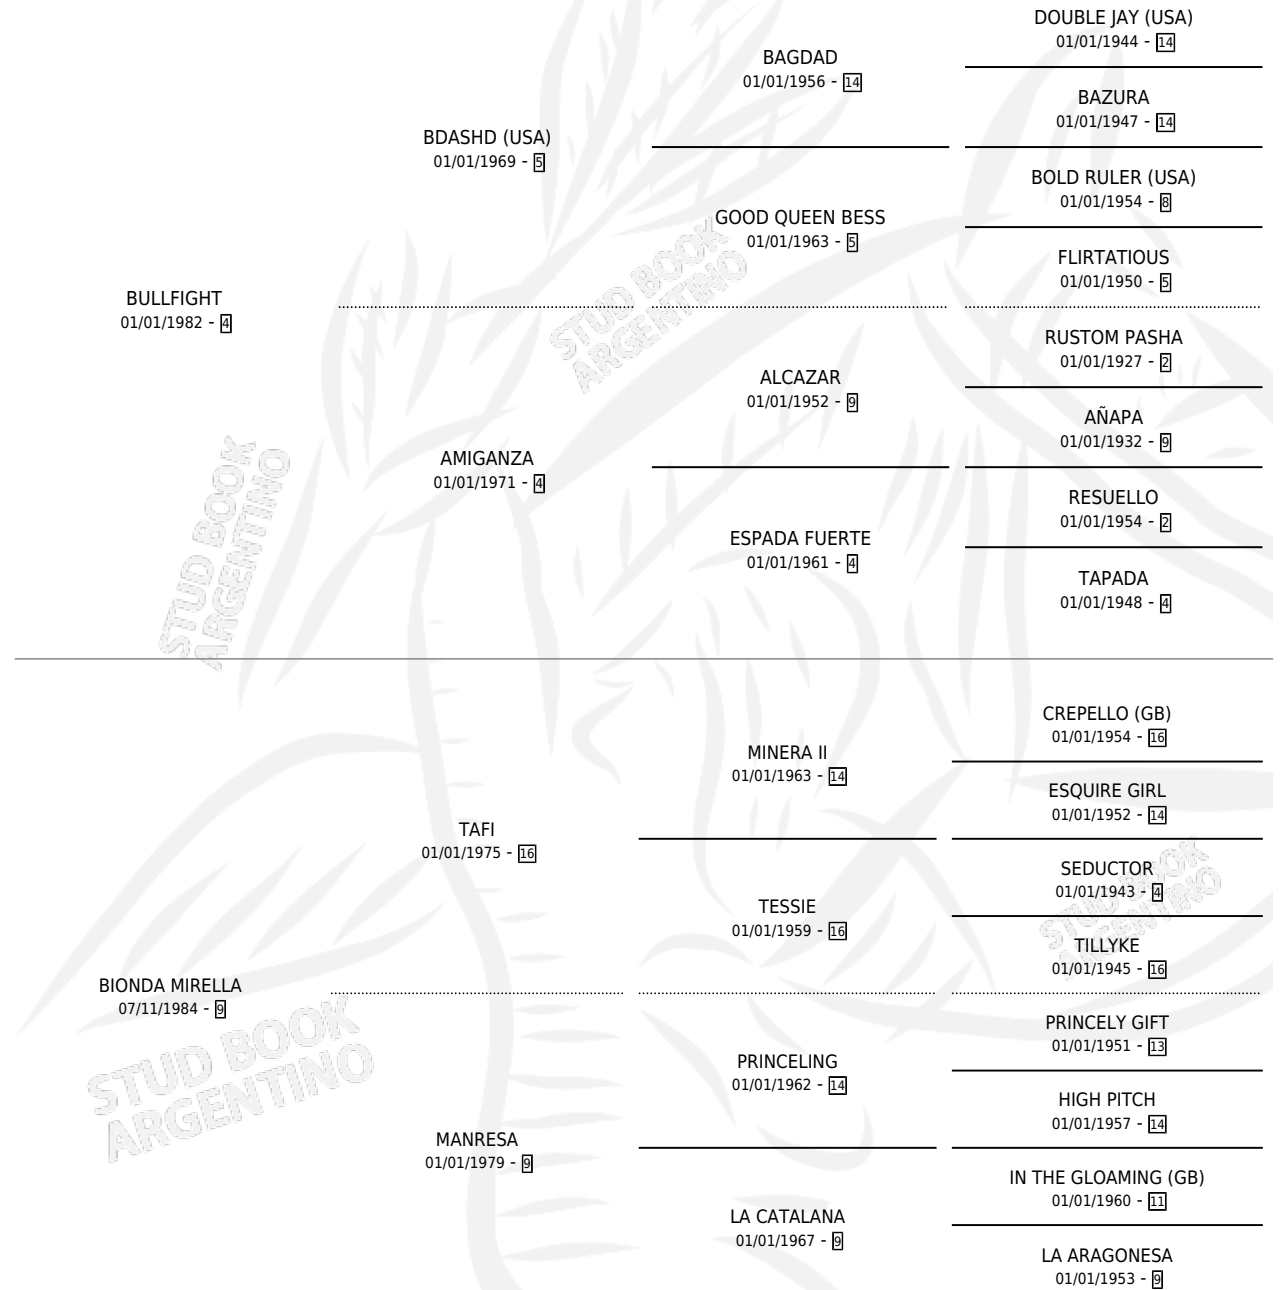 DOUBLE JAY (USA)
01/01/1944 - 14
BAGDAD
01/01/1956 - 14
BAZURA
01/01/1947 - 14
BDASHD (USA)
01/01/1969 - 5
BOLD RULER (USA)
01/01/1954 - 8
GOOD QUEEN BESS
01/01/1963 - 5
FLIRTATIOUS
01/01/1950 - 5
BULLFIGHT
01/01/1982 - 4
RUSTOM PASHA
01/01/1927 - 2
ALCAZAR
01/01/1952 - 9
AÑAPA
01/01/1932 - 9
AMIGANZA
01/01/1971 - 4
RESUELLO
01/01/1954 - 2
ESPADA FUERTE
01/01/1961 - 4
TAPADA
01/01/1948 - 4
CREPELLO (GB)
01/01/1954 - 16
MINERA II
01/01/1963 - 14
ESQUIRE GIRL
01/01/1952 - 14
TAFI
01/01/1975 - 16
SEDUCTOR
01/01/1943 - 4
TESSIE
01/01/1959 - 16
TILLYKE
01/01/1945 - 16
BIONDA MIRELLA
07/11/1984 - 9
PRINCELY GIFT
01/01/1951 - 13
PRINCELING
01/01/1962 - 14
HIGH PITCH
01/01/1957 - 14
MANRESA
01/01/1979 - 9
IN THE GLOAMING (GB)
01/01/1960 - 11
LA CATALANA
01/01/1967 - 9
LA ARAGONESA
01/01/1953 - 9
STUD BOOK
ARGENTINO
STUD BOOK
ARGENTINO
STUD BOOK
ARGENTINO
STUD BOOK
ARGENTINO